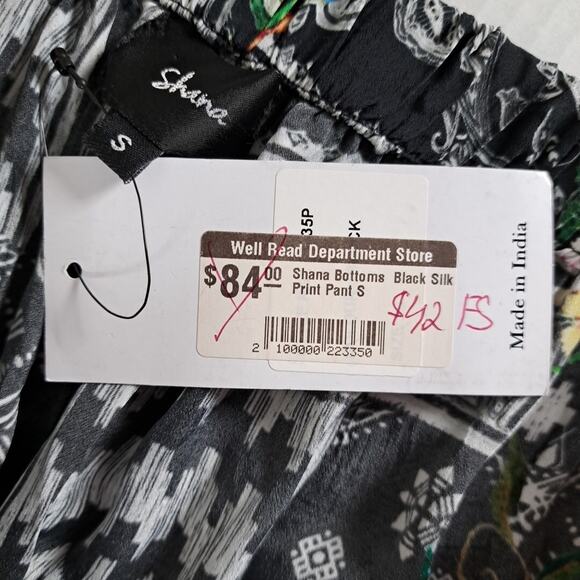 Shana
S
35P
CK
Well Read Department Store
$84.00 Shana Bottoms Black Silk
Print Pant S
$42 FS
2 100000 223350
Made in India